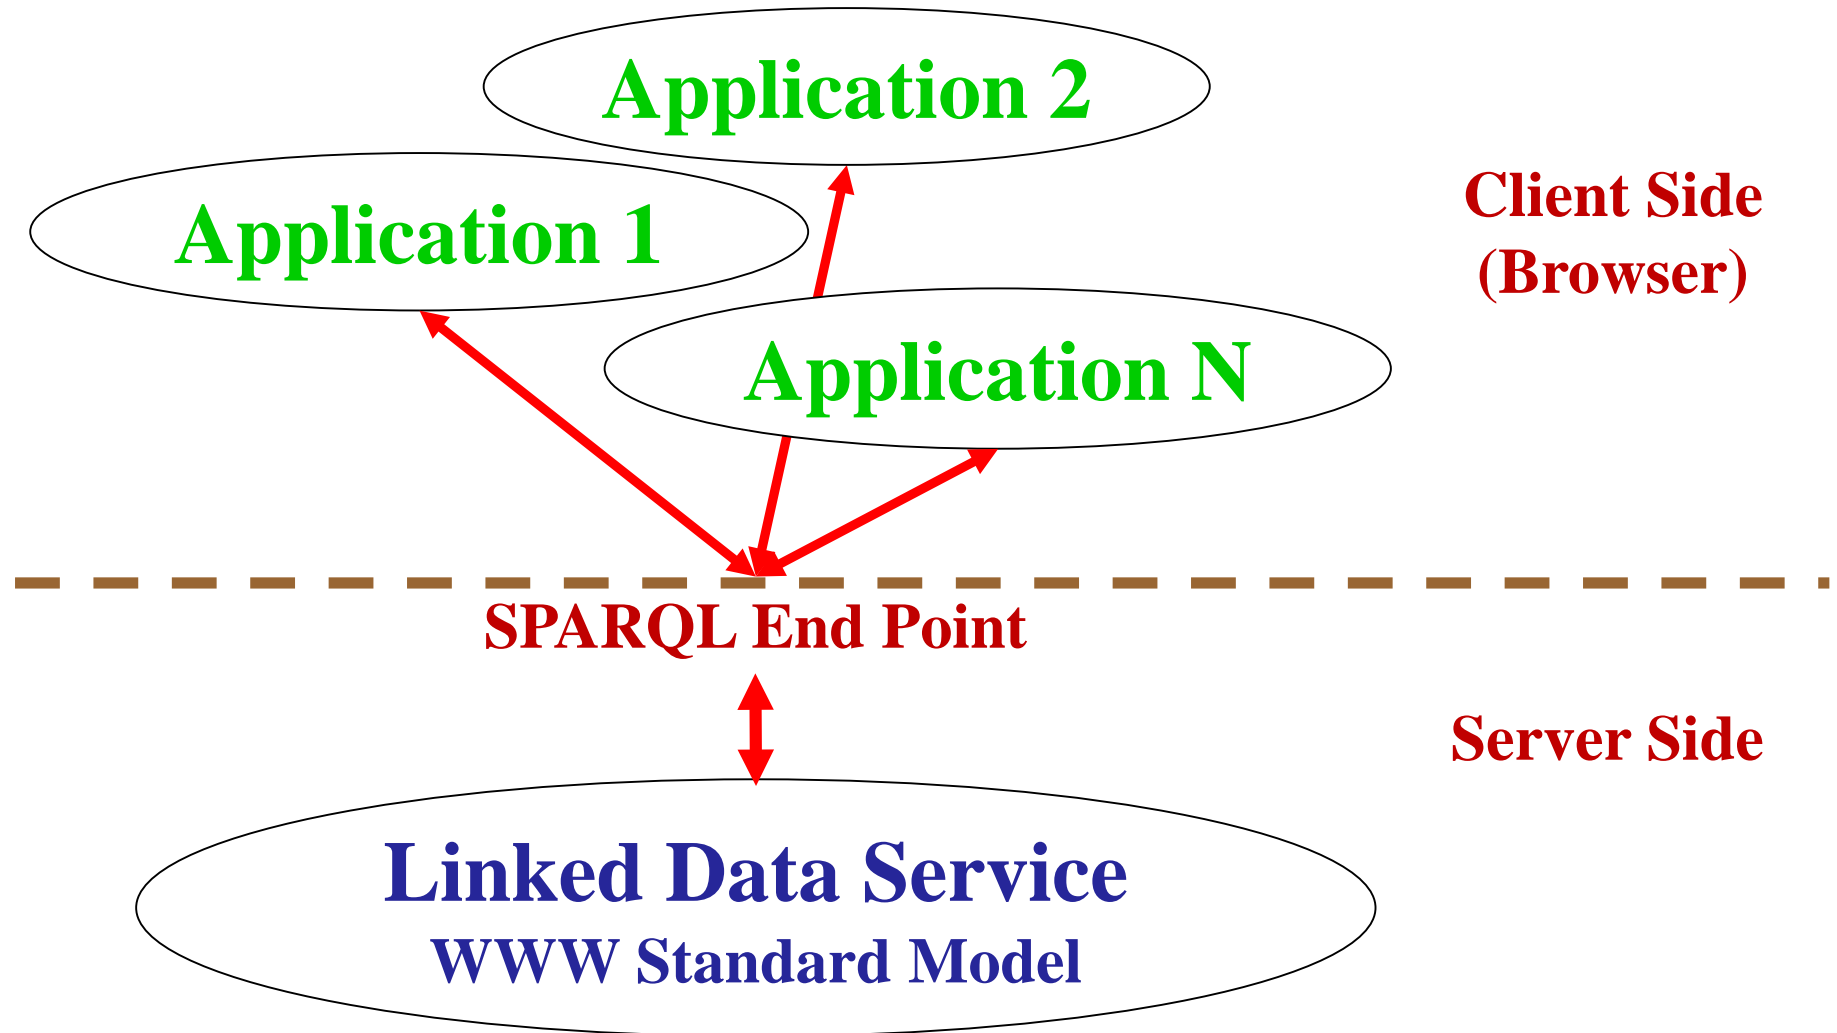 Application 2
Application 1
Client Side
(Browser)
Application N
SPARQL End Point
Server Side
Linked Data Service
WWW Standard Model